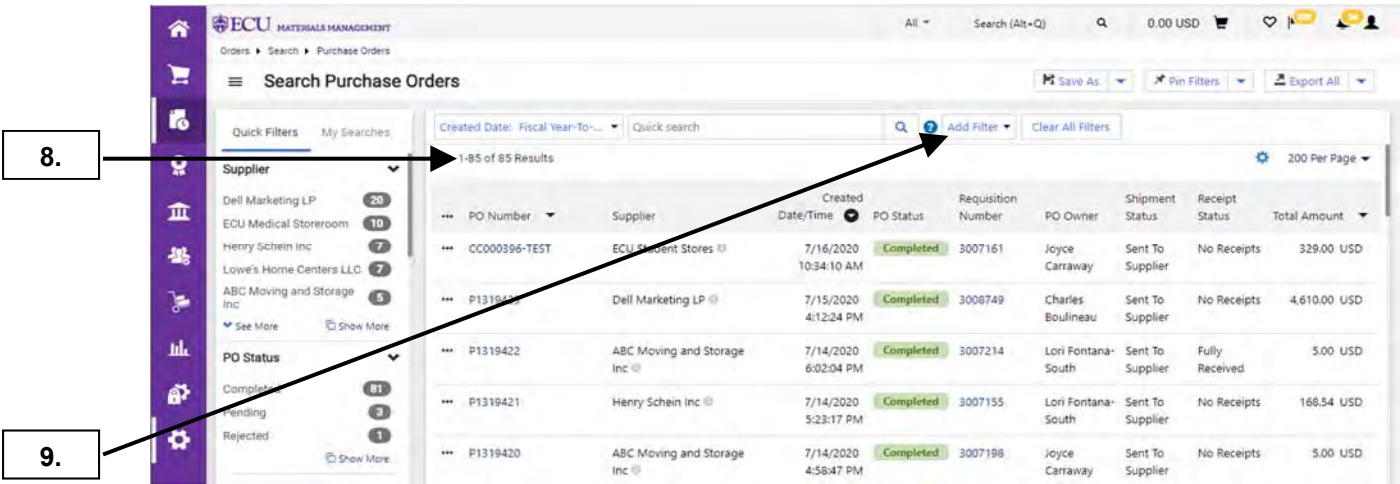 ECU MATERIALS MANAGEMENT
All
Search (Alt+Q)
0.00 USD
Orders ▸ Search ▸ Purchase Orders
Search Purchase Orders
Save As
Pin Filters
Export All
Quick Filters
My Searches
Created Date: Fiscal Year-To-...
Quick search
Add Filter
Clear All Filters
8.
1-85 of 85 Results
200 Per Page
Supplier
Dell Marketing LP 20
ECU Medical Storeroom 10
Henry Schein Inc 7
Lowe's Home Centers LLC 7
ABC Moving and Storage
Inc 5
See More
Show More
PO Status
Completed 81
Pending 3
Rejected 1
Show More
9.
PO Number
Supplier
Created
Date/Time
PO Status
Requisition
Number
PO Owner
Shipment
Status
Receipt
Status
Total Amount
CC000396-TEST
ECU Student Stores
7/16/2020
10:34:10 AM
Completed
3007161
Joyce
Carraway
Sent To
Supplier
No Receipts
329.00 USD
Dell Marketing LP
7/15/2020
4:12:24 PM
Completed
3008749
Charles
Boulineau
Sent To
Supplier
No Receipts
4,610.00 USD
P1319422
ABC Moving and Storage
Inc
7/14/2020
6:02:04 PM
Completed
3007214
Lori Fontana-
South
Sent To
Supplier
Fully
Received
5.00 USD
P1319421
Henry Schein Inc
7/14/2020
5:23:17 PM
Completed
3007155
Lori Fontana-
South
Sent To
Supplier
No Receipts
168.54 USD
P1319420
ABC Moving and Storage
Inc
7/14/2020
4:58:47 PM
Completed
3007198
Joyce
Carraway
Sent To
Supplier
No Receipts
5.00 USD